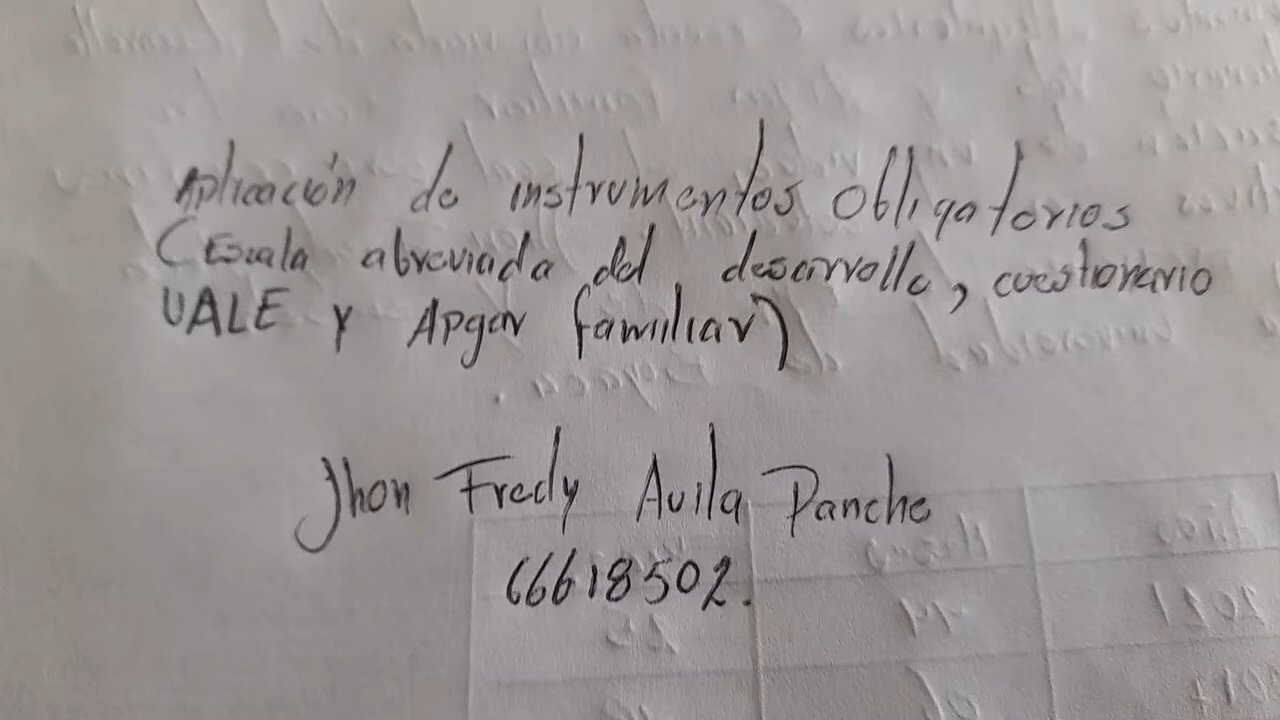 Aplicación de instrumentos obligatorios
(Escala abreviada del desarrollo, cuestionario
VALE y Apgar familiar)
Jhon Fredy Avila Panche
66618502.